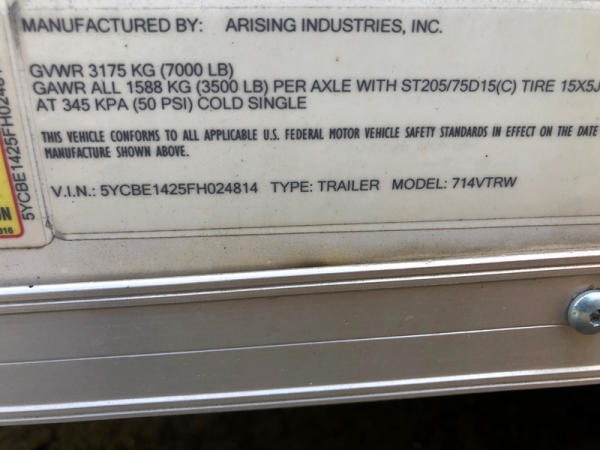 MANUFACTURED BY: ARISING INDUSTRIES, INC.
GVWR 3175 KG (7000 LB)
GAWR ALL 1588 KG (3500 LB) PER AXLE WITH ST205/75D15(C) TIRE 15X5J
AT 345 KPA (50 PSI) COLD SINGLE
THIS VEHICLE CONFORMS TO ALL APPLICABLE U.S. FEDERAL MOTOR VEHICLE SAFETY STANDARDS IN EFFECT ON THE DATE
MANUFACTURE SHOWN ABOVE.
V.I.N.: 5YCBE1425FH024814 TYPE: TRAILER MODEL: 714VTRW
5YCBE1425FH02481